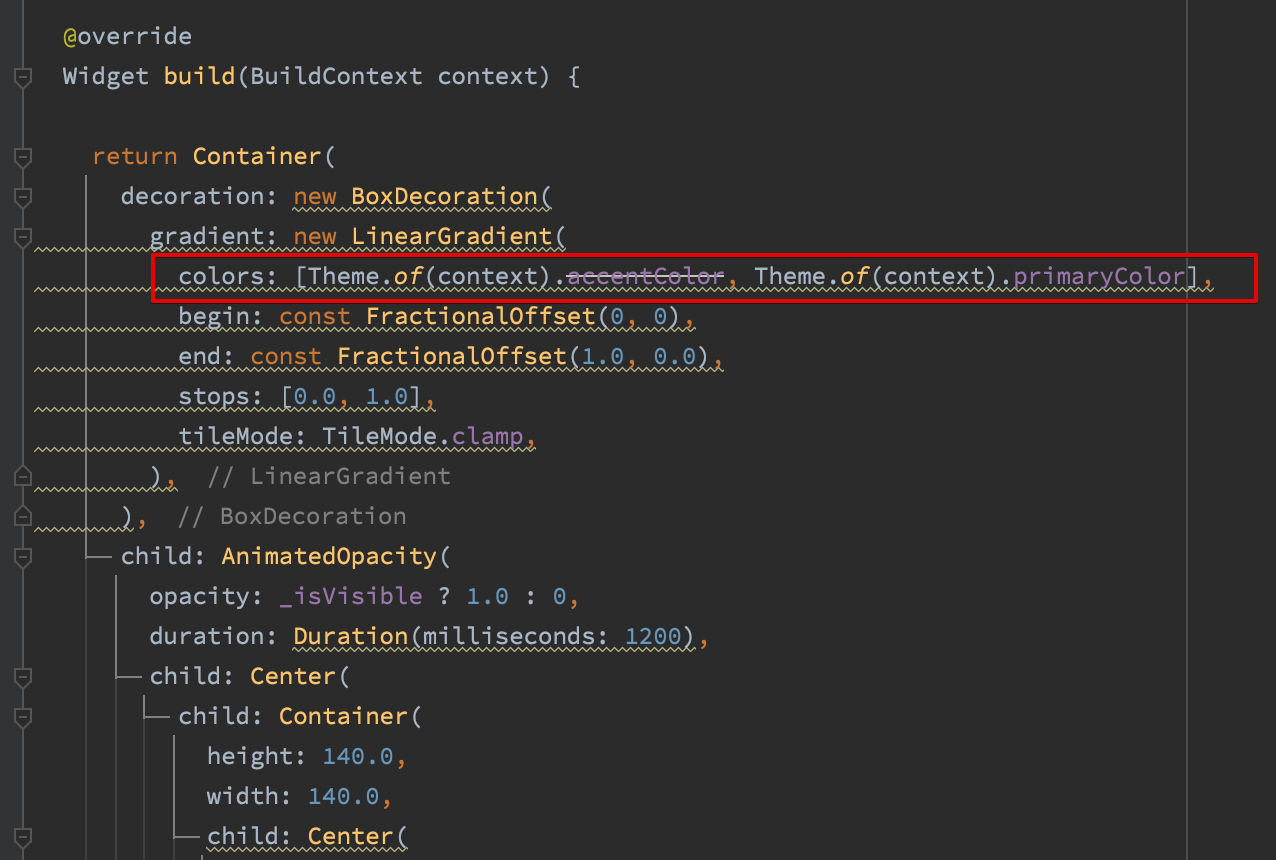 @override
Widget build(BuildContext context) {
return Container(
decoration: new BoxDecoration(
gradient: new LinearGradient(
colors: [Theme.of(context).accentColor, Theme.of(context).primaryColor],
begin: const FractionalOffset(0, 0),
end: const FractionalOffset(1.0, 0.0),
stops: [0.0, 1.0],
tileMode: TileMode.clamp,
), // LinearGradient
), // BoxDecoration
child: AnimatedOpacity(
opacity: _isVisible ? 1.0 : 0,
duration: Duration(milliseconds: 1200),
child: Center(
child: Container(
height: 140.0,
width: 140.0,
child: Center(